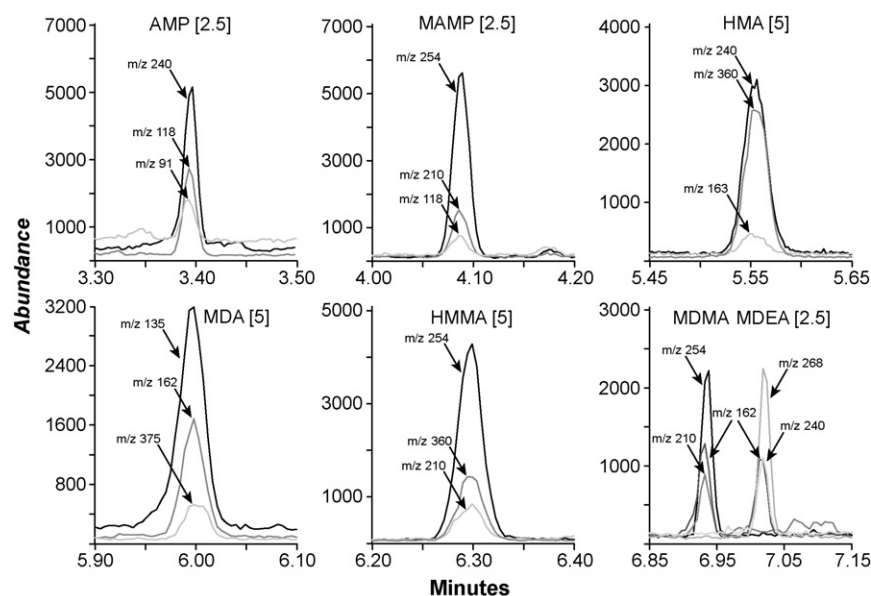 AMP [2.5]
7000
5000
3000
1000
m/z 240
m/z 118
m/z 91
3.30
3.40
3.50
MAMP [2.5]
7000
5000
3000
1000
m/z 254
m/z 210
m/z 118
4.00
4.10
4.20
HMA [5]
4000
3000
2000
1000
m/z 240
m/z 360
m/z 163
5.45
5.55
5.65
Abundance
MDA [5]
3200
2400
1600
800
m/z 135
m/z 162
m/z 375
5.90
6.00
6.10
HMMA [5]
5000
3000
1000
m/z 254
m/z 360
m/z 210
6.20
6.30
6.40
MDMA MDEA [2.5]
3000
2000
1000
m/z 254
m/z 268
m/z 162
m/z 210
m/z 240
6.85
6.95
7.05
7.15
Minutes